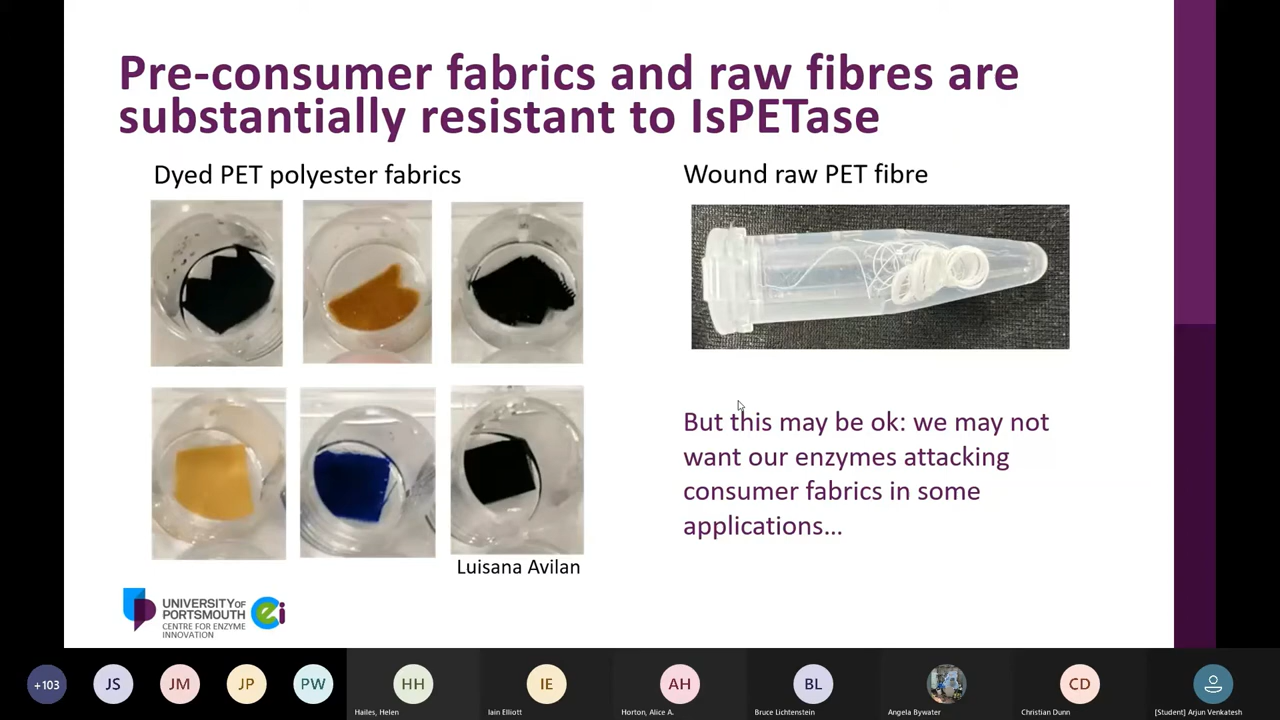 Pre-consumer fabrics and raw fibres are
substantially resistant to IsPETase
Dyed PET polyester fabrics
Wound raw PET fibre
But this may be ok: we may not
want our enzymes attacking
consumer fabrics in some
applications...
Luisana Avilan
UNIVERSITY OF
PORTSMOUTH
CENTRE FOR ENZYME
INNOVATION
cei
+103
JS
JM
JP
PW
HH
IE
AH
BL
CD
Hailes, Helen
Iain Elliott
Horton, Alice A.
Bruce Lichtenstein
Angela Bywater
Christian Dunn
[Student] Arjun Venkatesh